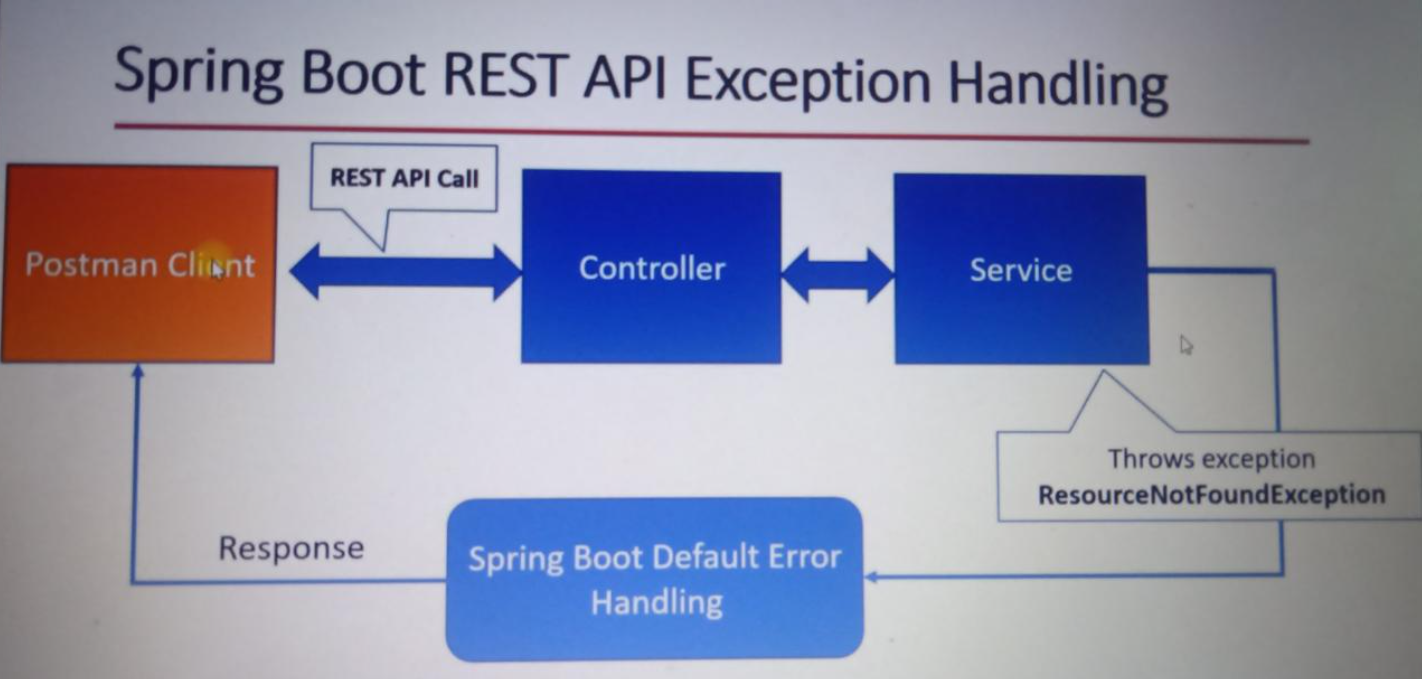 Spring Boot REST API Exception Handling
REST API Call
Postman Client
Controller
Service
Throws exception
ResourceNotFoundException
Response
Spring Boot Default Error
Handling